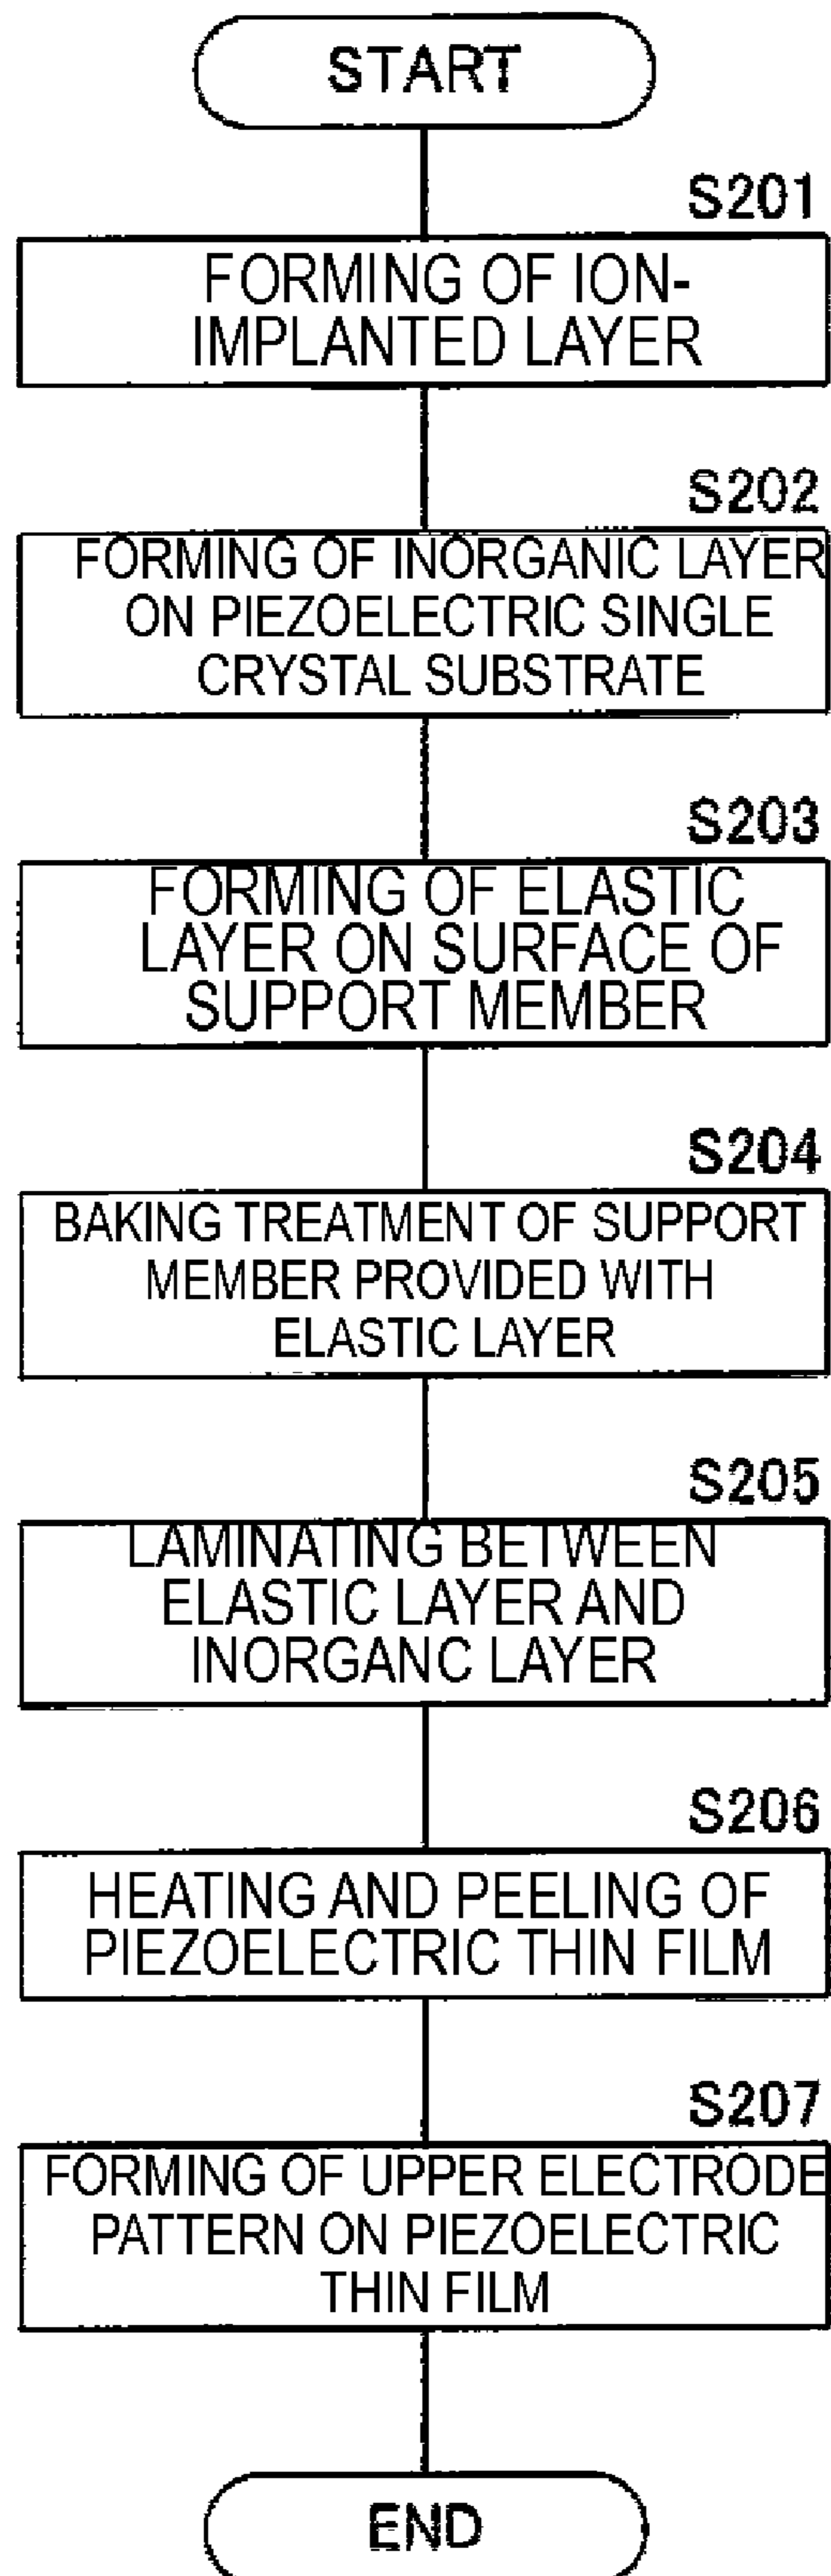 START
S201
FORMING OF ION-
IMPLANTED LAYER
S202
FORMING OF INORGANIC LAYER
ON PIEZOELECTRIC SINGLE
CRYSTAL SUBSTRATE
S203
FORMING OF ELASTIC
LAYER ON SURFACE OF
SUPPORT MEMBER
S204
BAKING TREATMENT OF SUPPORT
MEMBER PROVIDED WITH
ELASTIC LAYER
S205
LAMINATING BETWEEN
ELASTIC LAYER AND
INORGANC LAYER
S206
HEATING AND PEELING OF
PIEZOELECTRIC THIN FILM
S207
FORMING OF UPPER ELECTRODE
PATTERN ON PIEZOELECTRIC
THIN FILM
END